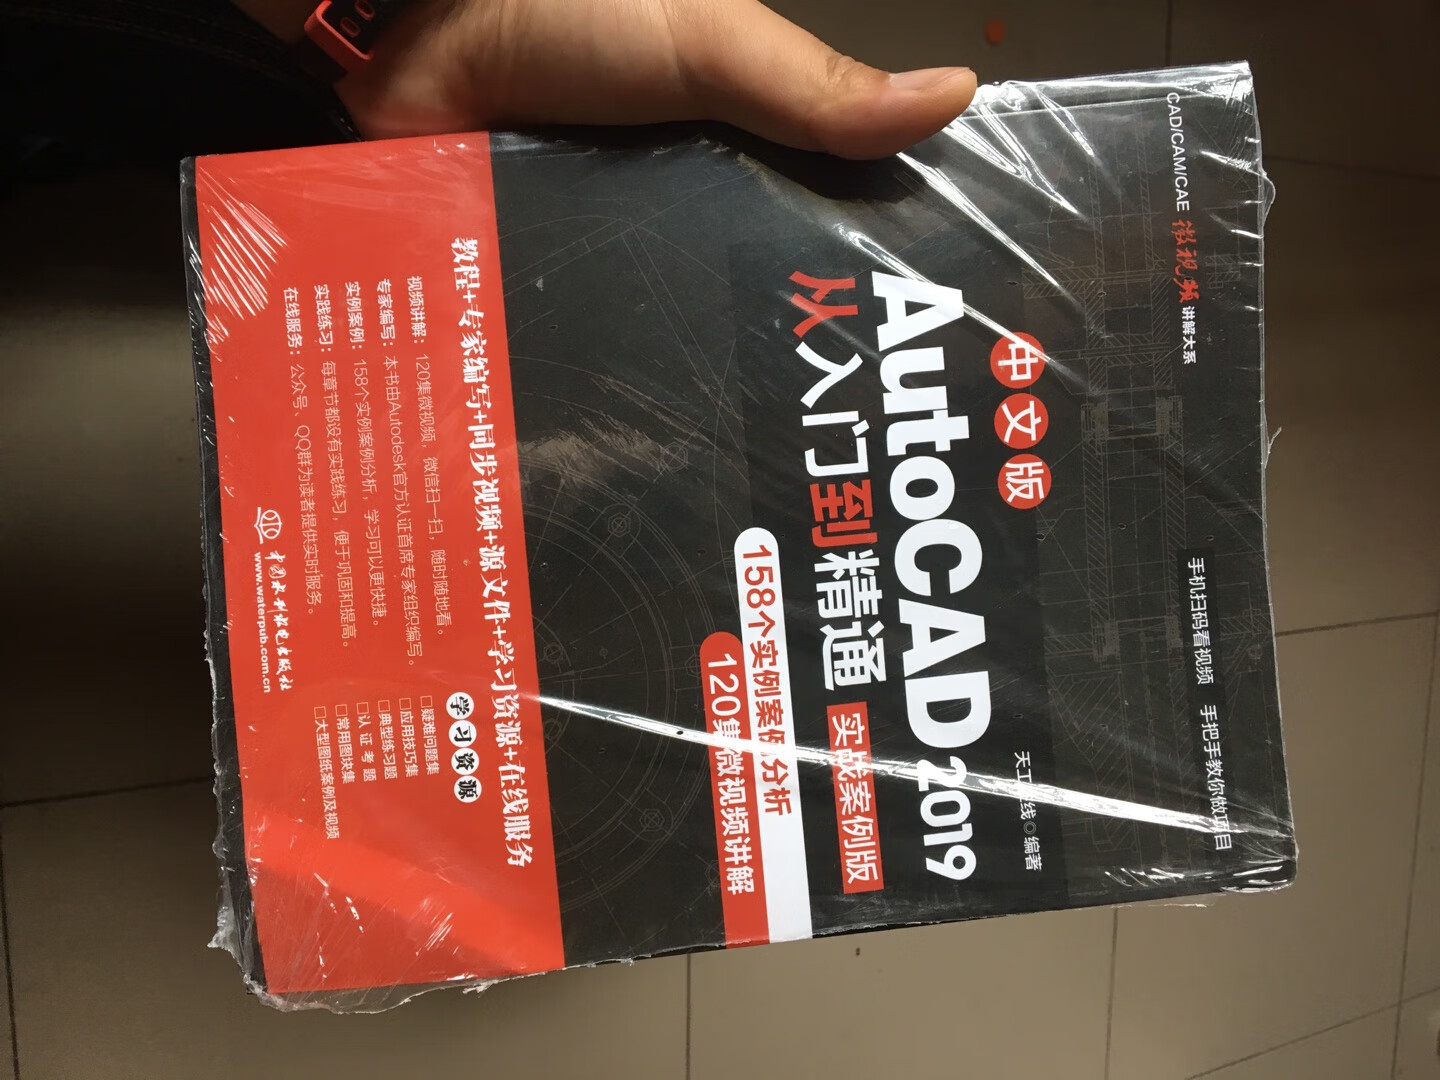 CAD/CAM/CAE 微视频 讲解大系
手机扫码看视频 手把手教你做项目
中文版
AutoCAD 2019
从入门到精通 实战案例版
天工 线◎编著
158个实例案例分析
120集微视频讲解
教程+专家编写+同步视频+源文件+学习资源+在线服务
视频讲解：120集微视频，微信扫一扫，随时随地看。
专家编写：本书由Autodesk官方认证首席专家组织编写。
实例案例：158个实例案例分析，学习可以更快捷。
实践练习：每章节都设有实践练习，便于巩固和提高。
在线服务：公众号、QQ群为读者提供实时服务。
学习资源
□疑难问题集
□应用技巧集
□典型练习题
□认证考题
□常用图块集
□大型图纸案例及视频
中国水利水电出版社
www.waterpub.com.cn